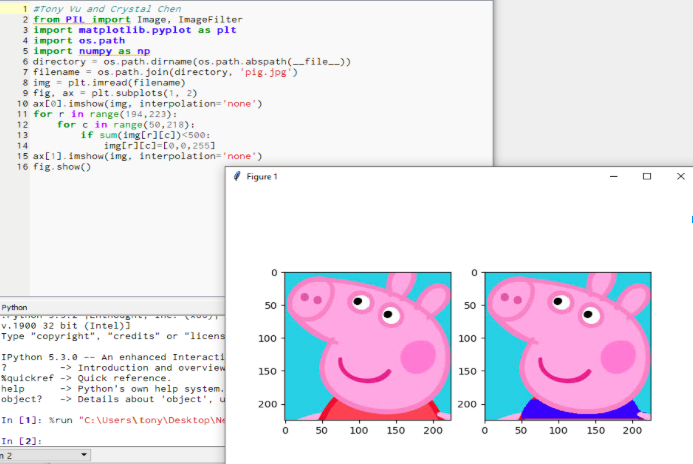 1 #Tony Vu and Crystal Chen
2 from PIL import Image, ImageFilter
3 import matplotlib.pyplot as plt
4 import os.path
5 import numpy as np
6 directory = os.path.dirname(os.path.abspath(__file__))
7 filename = os.path.join(directory, 'pig.jpg')
8 img = plt.imread(filename)
9 fig, ax = plt.subplots(1, 2)
10 ax[0].imshow(img, interpolation='none')
11 for r in range(194,223):
12 for c in range(50,218):
13 if sum(img[r][c])<500:
14 img[r][c]=[0,0,255]
15 ax[1].imshow(img, interpolation='none')
16 fig.show()
Figure 1
0
50
100
150
200
0 50 100 150 200
0
50
100
150
200
0 50 100 150 200
Python
v.1900 32 bit (Intel)]
Type "copyright", "credits" or "licens
IPython 5.3.0 -- An enhanced Interacti
? -> Introduction and overview
%quickref -> Quick reference.
help -> Python's own help system.
object? -> Details about 'object', u
In [1]: %run "C:\Users\tony\Desktop\Ne
In [2]:
n 2